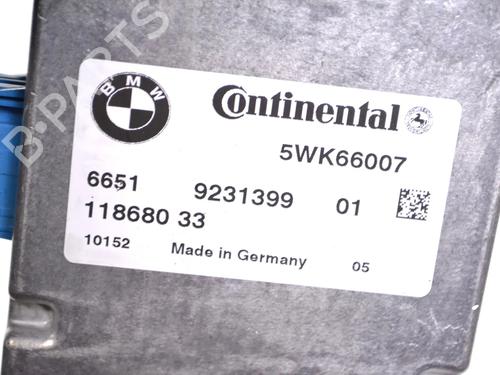 BMW
Continental
5WK66007
6651 9231399 01
118680 33
10152 Made in Germany 05
B-PARTS